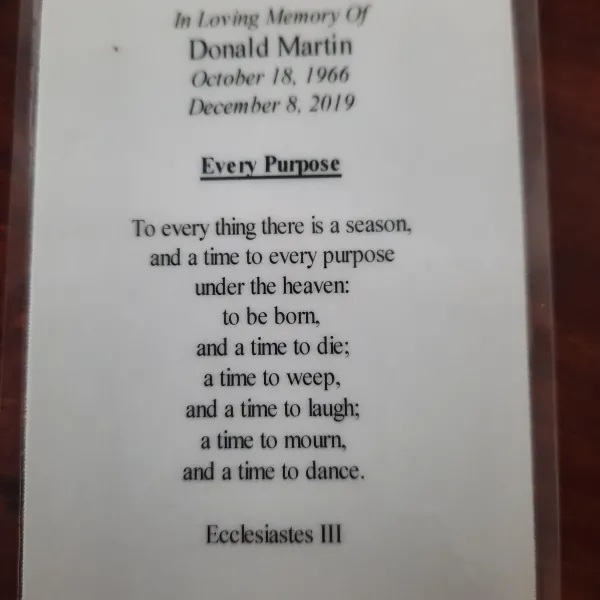 In Loving Memory Of
Donald Martin
October 18, 1966
December 8, 2019
Every Purpose
To every thing there is a season,
and a time to every purpose
under the heaven:
to be born,
and a time to die;
a time to weep,
and a time to laugh;
a time to mourn,
and a time to dance.
Ecclesiastes III